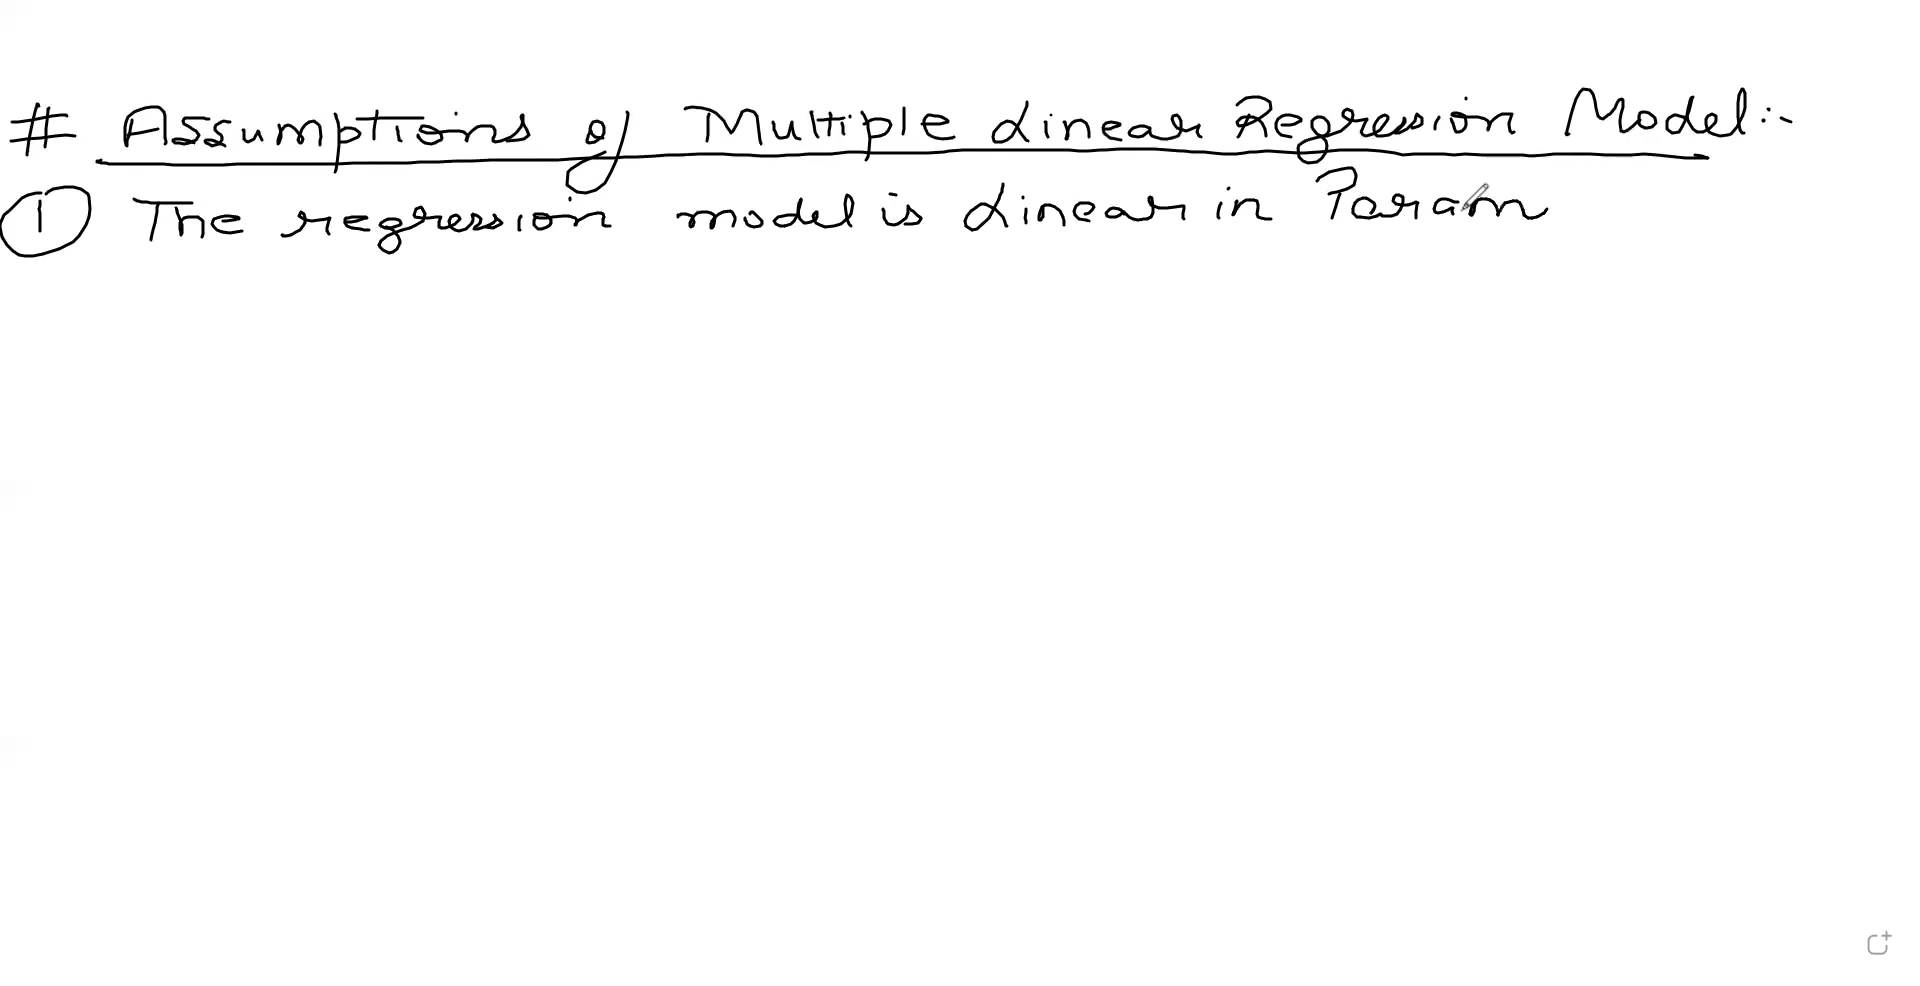 # Assumptions of Multiple Linear Regression Model:-
① The regression model is Linear in Param